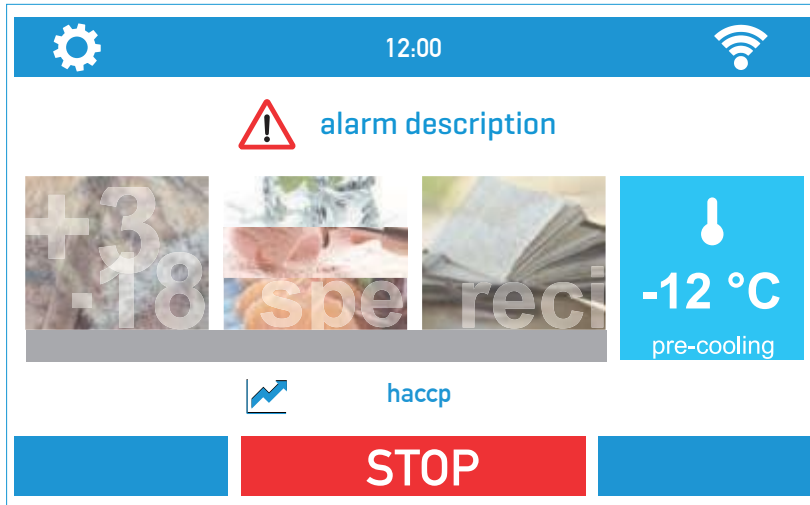 12:00
alarm description
+3
-18
spe
reci
-12 °C
pre-cooling
haccp
STOP